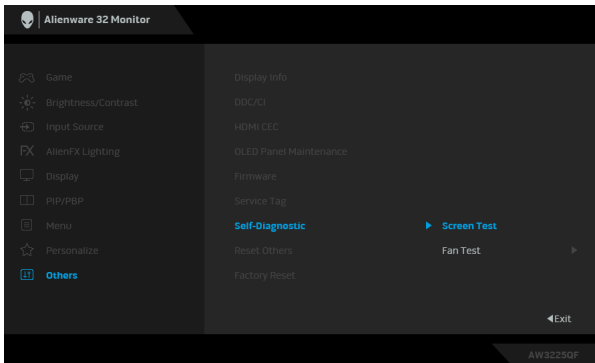 Alienware 32 Monitor
Game
Display Info
Brightness/Contrast
DDC/CI
Input Source
HDMI CEC
FX AlienFX Lighting
OLED Panel Maintenance
Display
Firmware
PIP/PBP
Service Tag
Menu
Self-Diagnostic
Screen Test
Personalize
Reset Others
Fan Test
Others
Factory Reset
Exit
AW3225QF